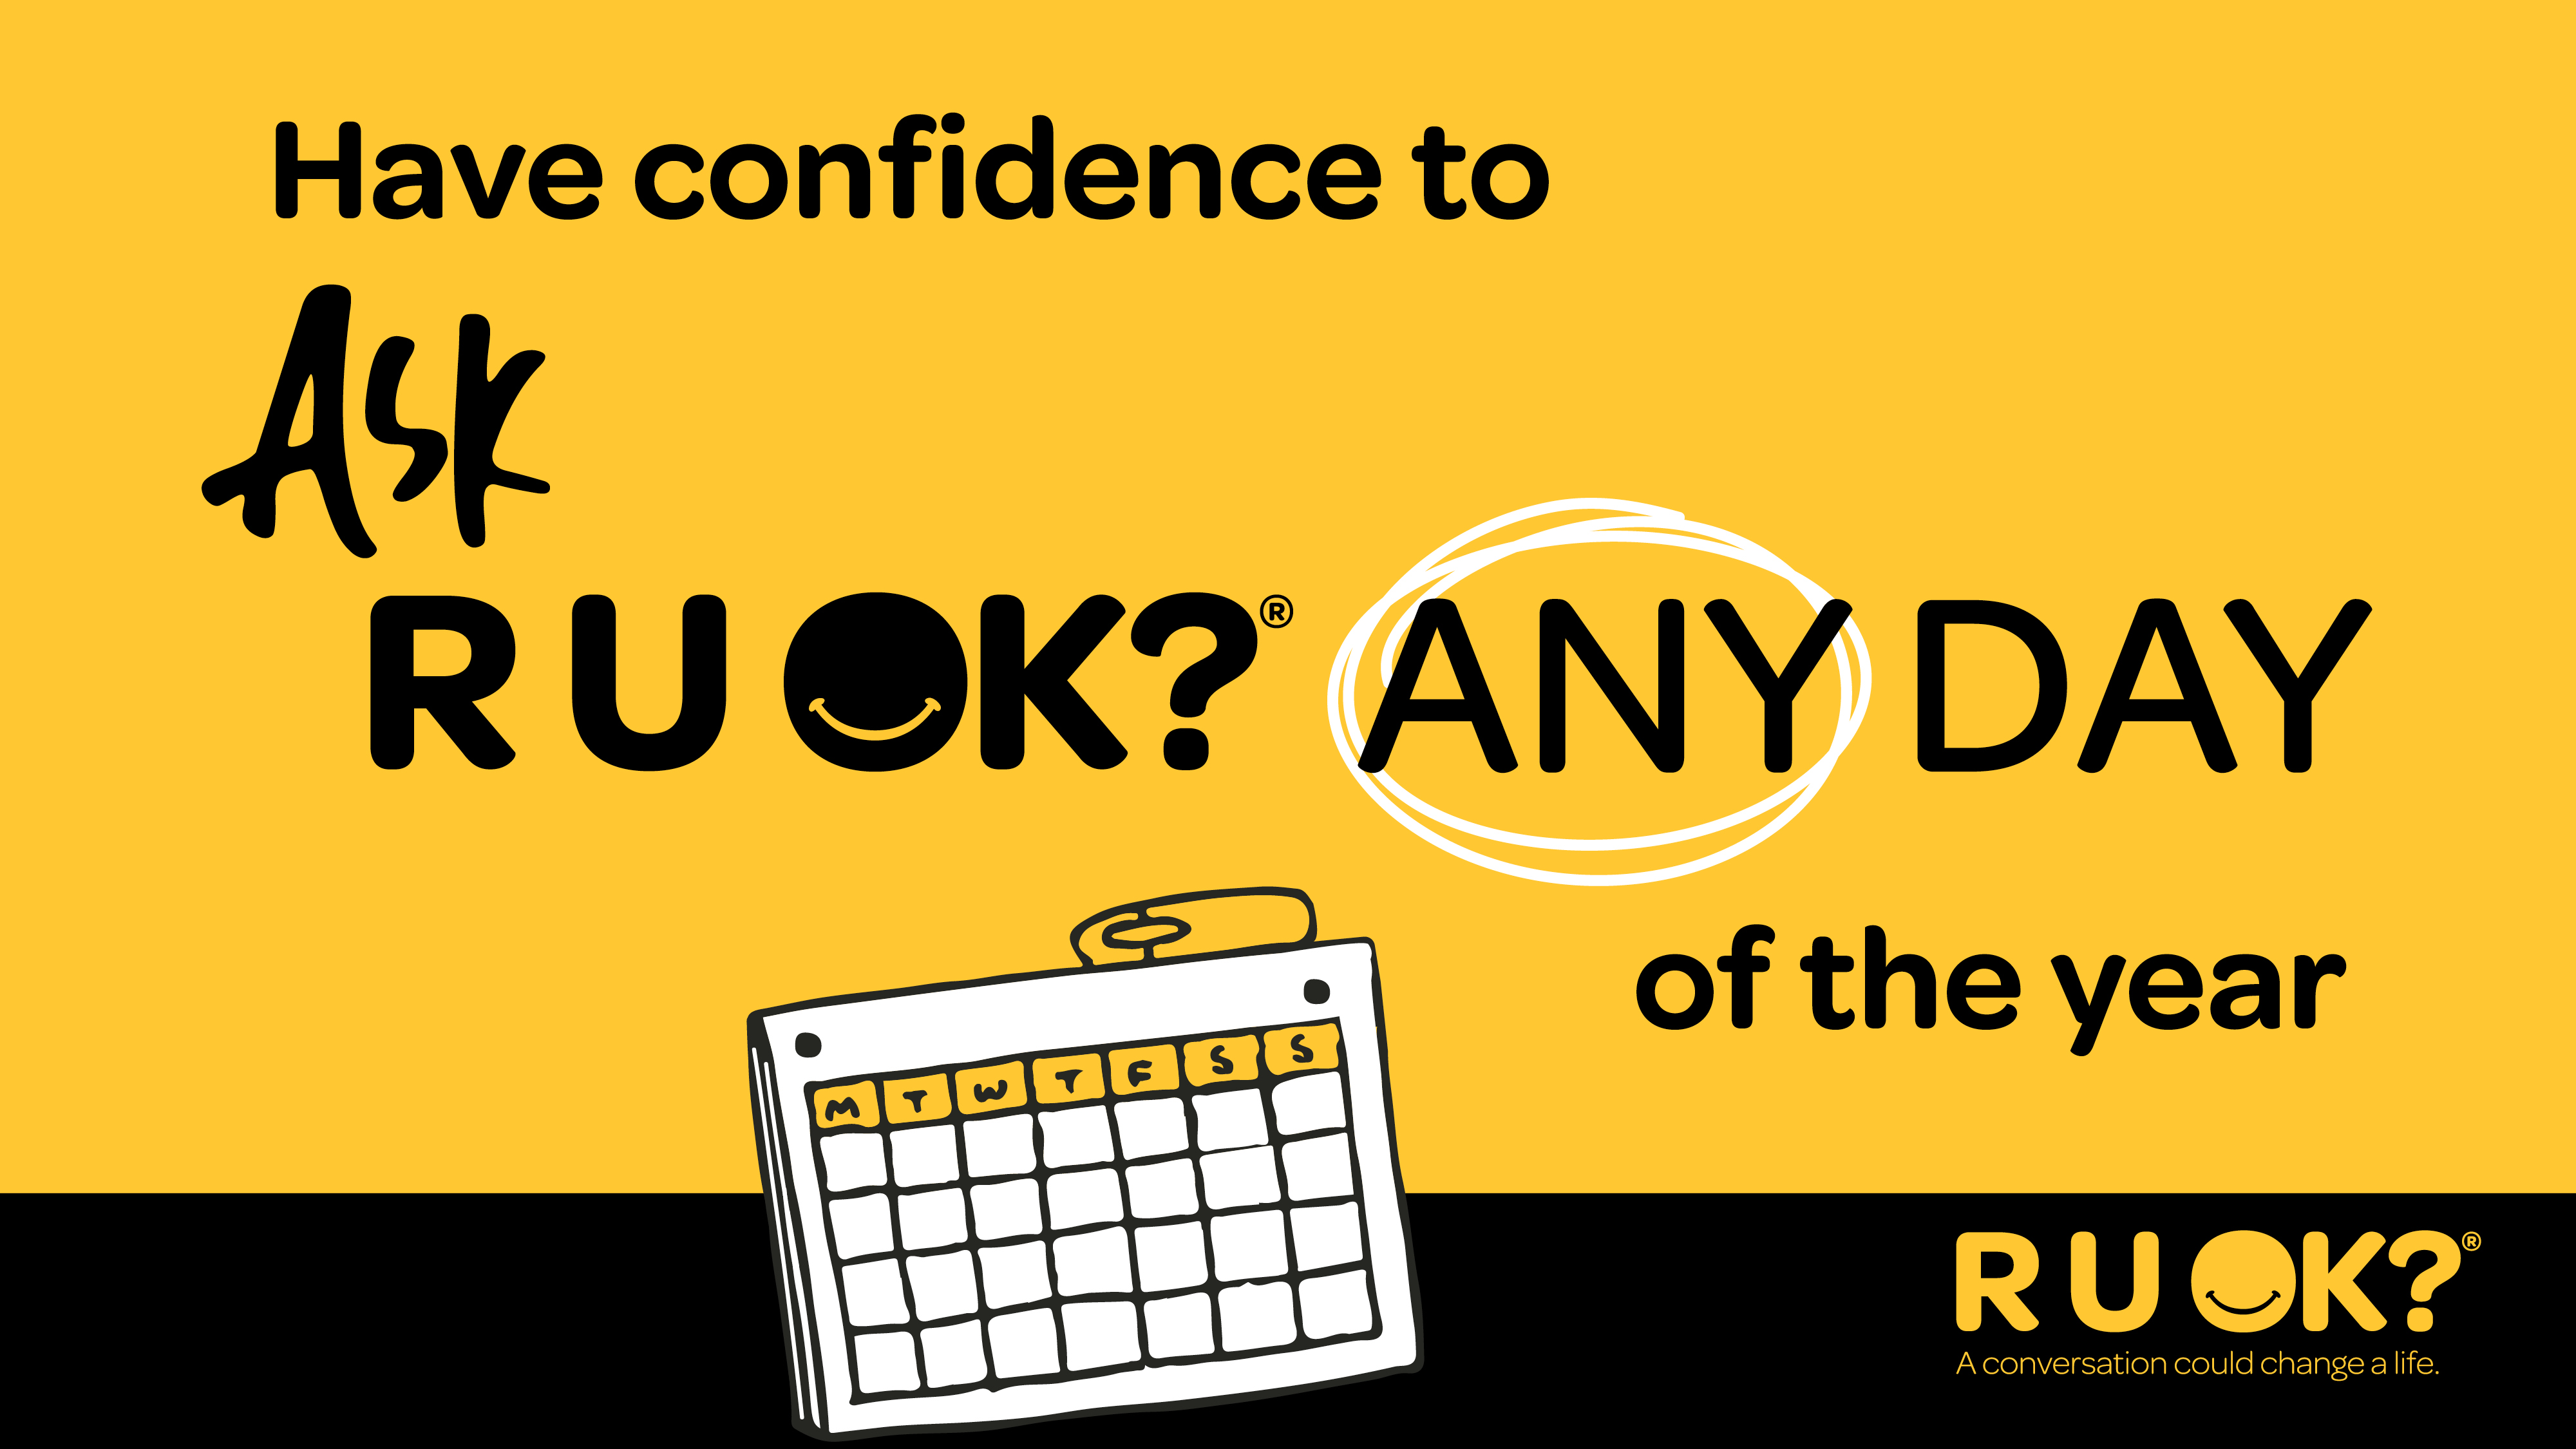 Have confidence to
Ask
R U OK?® ANY DAY
of the year
M T W T F S S
R U OK?®
A conversation could change a life.